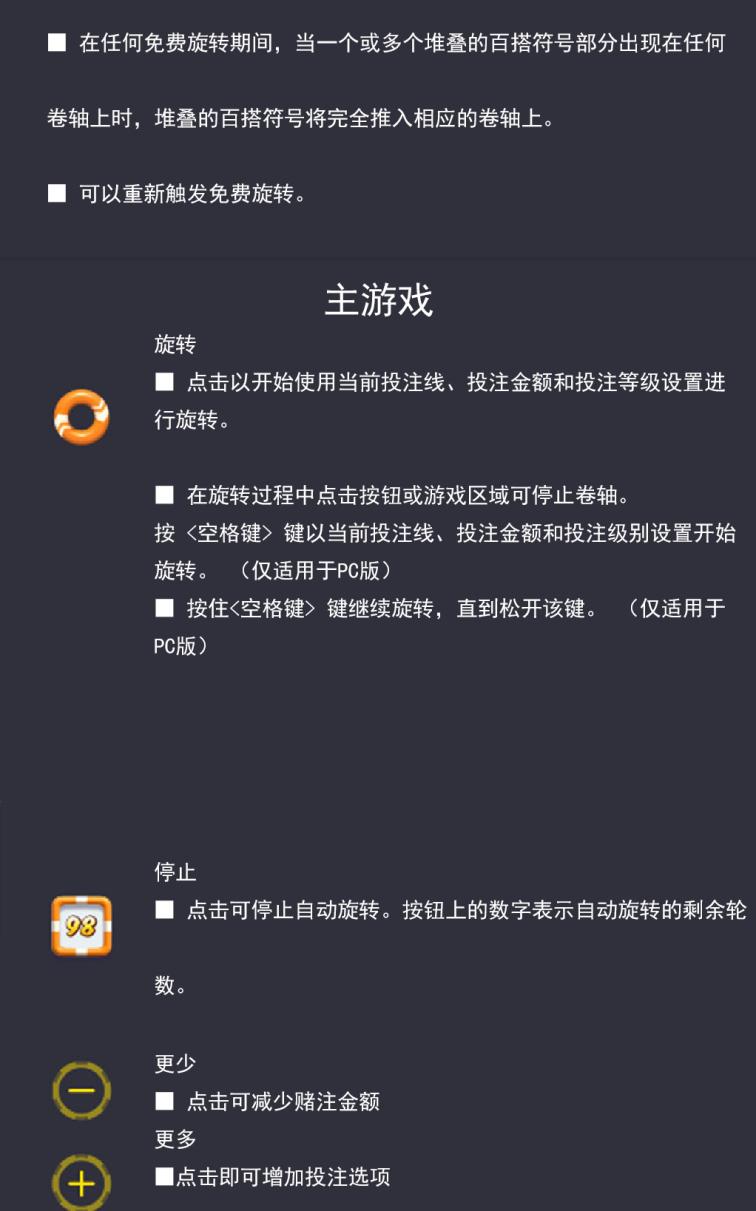 ■ 在任何免费旋转期间，当一个或多个堆叠的百搭符号部分出现在任何
卷轴上时，堆叠的百搭符号将完全推入相应的卷轴上。
■ 可以重新触发免费旋转。
主游戏
旋转
■ 点击以开始使用当前投注线、投注金额和投注等级设置进
行旋转。
■ 在旋转过程中点击按钮或游戏区域可停止卷轴。
按 <空格键> 键以当前投注线、投注金额和投注级别设置开始
旋转。 （仅适用于PC版）
■ 按住<空格键> 键继续旋转，直到松开该键。 （仅适用于
PC版）
停止
98
■ 点击可停止自动旋转。按钮上的数字表示自动旋转的剩余轮
数。
更少
■ 点击可减少赌注金额
更多
■点击即可增加投注选项